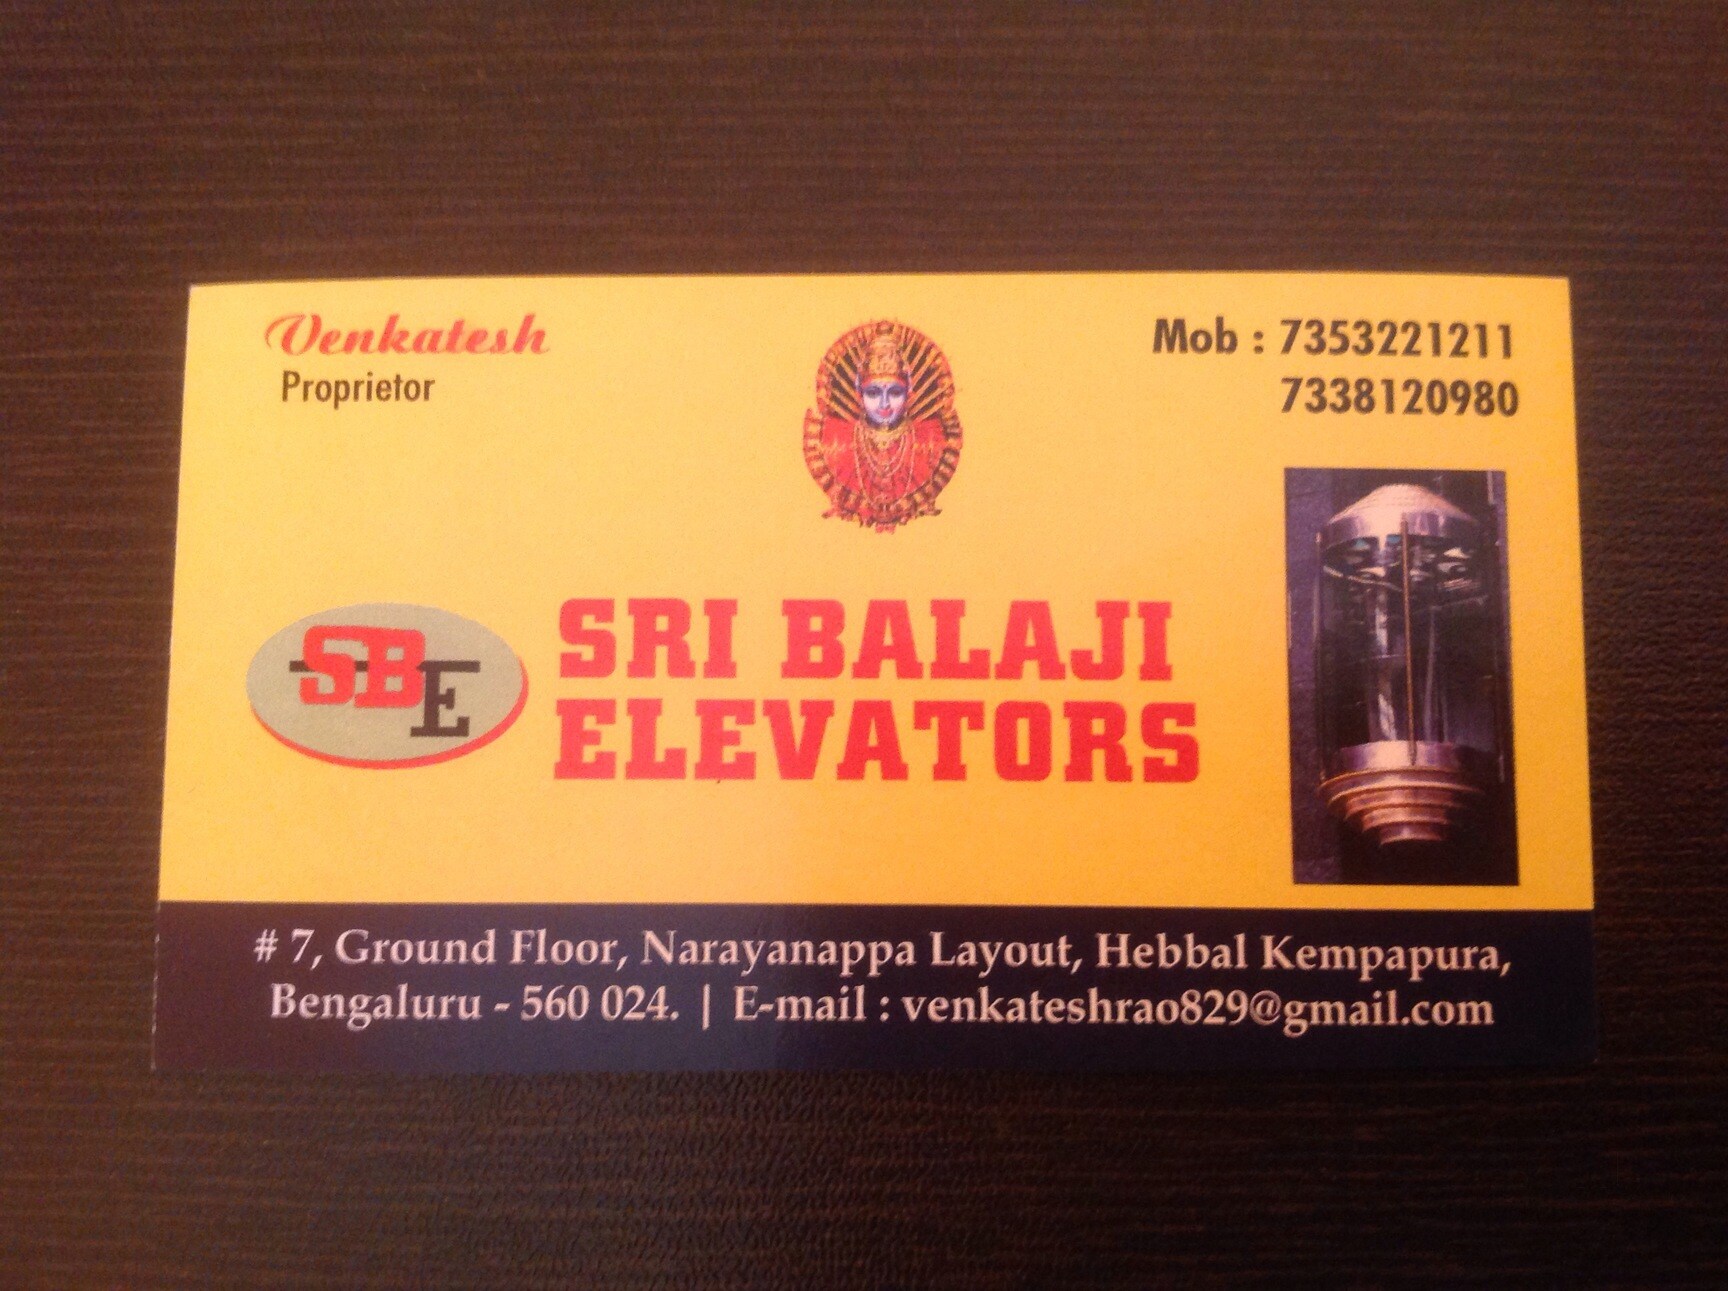 Venkatesh
Proprietor
Mob : 7353221211
7338120980
SBE
SRI BALAJI
ELEVATORS
# 7, Ground Floor, Narayanappa Layout, Hebbal Kempapura,
Bengaluru - 560 024. | E-mail : venkateshrao829@gmail.com